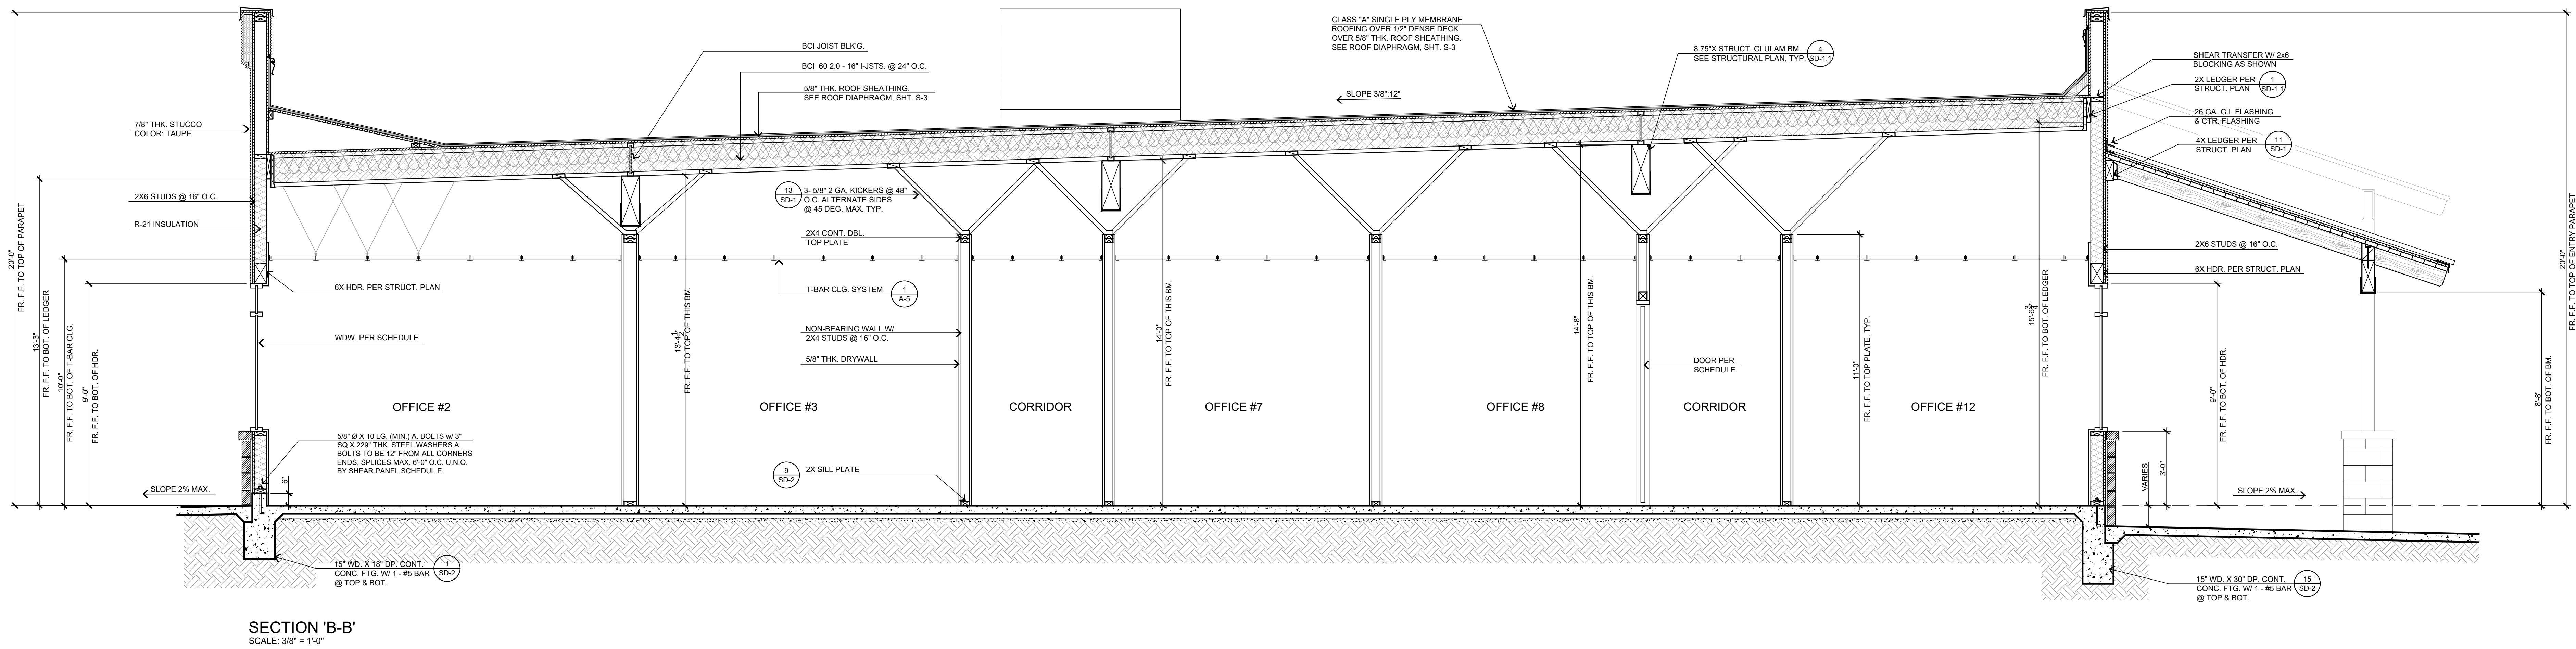 CLASS "A" SINGLE PLY MEMBRANE
ROOFING OVER 1/2" DENSE DECK
OVER 5/8" THK. ROOF SHEATHING.
SEE ROOF DIAPHRAGM, SHT. S-3
BCI JOIST BLK'G.
BCI 60 2.0 - 16" I-JSTS. @ 24" O.C.
5/8" THK. ROOF SHEATHING.
SEE ROOF DIAPHRAGM, SHT. S-3
8.75"X STRUCT. GLULAM BM.
SEE STRUCTURAL PLAN, TYP.
4
SD-1.1
SLOPE 3/8":12"
SHEAR TRANSFER W/ 2x6
BLOCKING AS SHOWN
2X LEDGER PER
STRUCT. PLAN
1
SD-1.1
26 GA. G.I. FLASHING
& CTR. FLASHING
4X LEDGER PER
STRUCT. PLAN
11
SD-1
7/8" THK. STUCCO
COLOR: TAUPE
2X6 STUDS @ 16" O.C.
R-21 INSULATION
13
SD-1
3- 5/8" 2 GA. KICKERS @ 48"
O.C. ALTERNATE SIDES
@ 45 DEG. MAX. TYP.
2X4 CONT. DBL.
TOP PLATE
2X6 STUDS @ 16" O.C.
6X HDR. PER STRUCT. PLAN
6X HDR. PER STRUCT. PLAN
T-BAR CLG. SYSTEM
1
A-5
WDW. PER SCHEDULE
NON-BEARING WALL W/
2X4 STUDS @ 16" O.C.
5/8" THK. DRYWALL
DOOR PER
SCHEDULE
20'-0"
FR. F.F. TO TOP OF PARAPET
13'-3"
FR. F.F. TO BOT. OF LEDGER
10'-0"
FR. F.F. TO BOT. OF T-BAR CLG.
9'-0"
FR. F.F. TO BOT. OF HDR.
13'-4 1/2"
FR. F.F. TO TOP OF THIS BM.
14'-0"
FR. F.F. TO TOP OF THIS BM.
14'-8"
FR. F.F. TO TOP OF THIS BM.
11'-0"
FR. F.F. TO TOP PLATE, TYP.
15'-6 3/4"
FR. F.F. TO BOT. OF LEDGER
9'-0"
FR. F.F. TO BOT. OF HDR.
8'-8"
FR. F.F. TO BOT. OF BM.
20'-0"
FR. F.F. TO TOP OF ENTRY PARAPET
OFFICE #2
OFFICE #3
CORRIDOR
OFFICE #7
OFFICE #8
CORRIDOR
OFFICE #12
5/8" Ø X 10 LG. (MIN.) A. BOLTS w/ 3"
SQ.X.229" THK. STEEL WASHERS A.
BOLTS TO BE 12" FROM ALL CORNERS
ENDS, SPLICES MAX. 6'-0" O.C. U.N.O.
BY SHEAR PANEL SCHEDUL.E
6"
9
SD-2
2X SILL PLATE
VARIES
3'-0"
SLOPE 2% MAX.
SLOPE 2% MAX.
15" WD. X 18" DP. CONT.
CONC. FTG. W/ 1 - #5 BAR
@ TOP & BOT.
1
SD-2
15" WD. X 30" DP. CONT.
CONC. FTG. W/ 1 - #5 BAR
@ TOP & BOT.
15
SD-2
SECTION 'B-B'
SCALE: 3/8" = 1'-0"